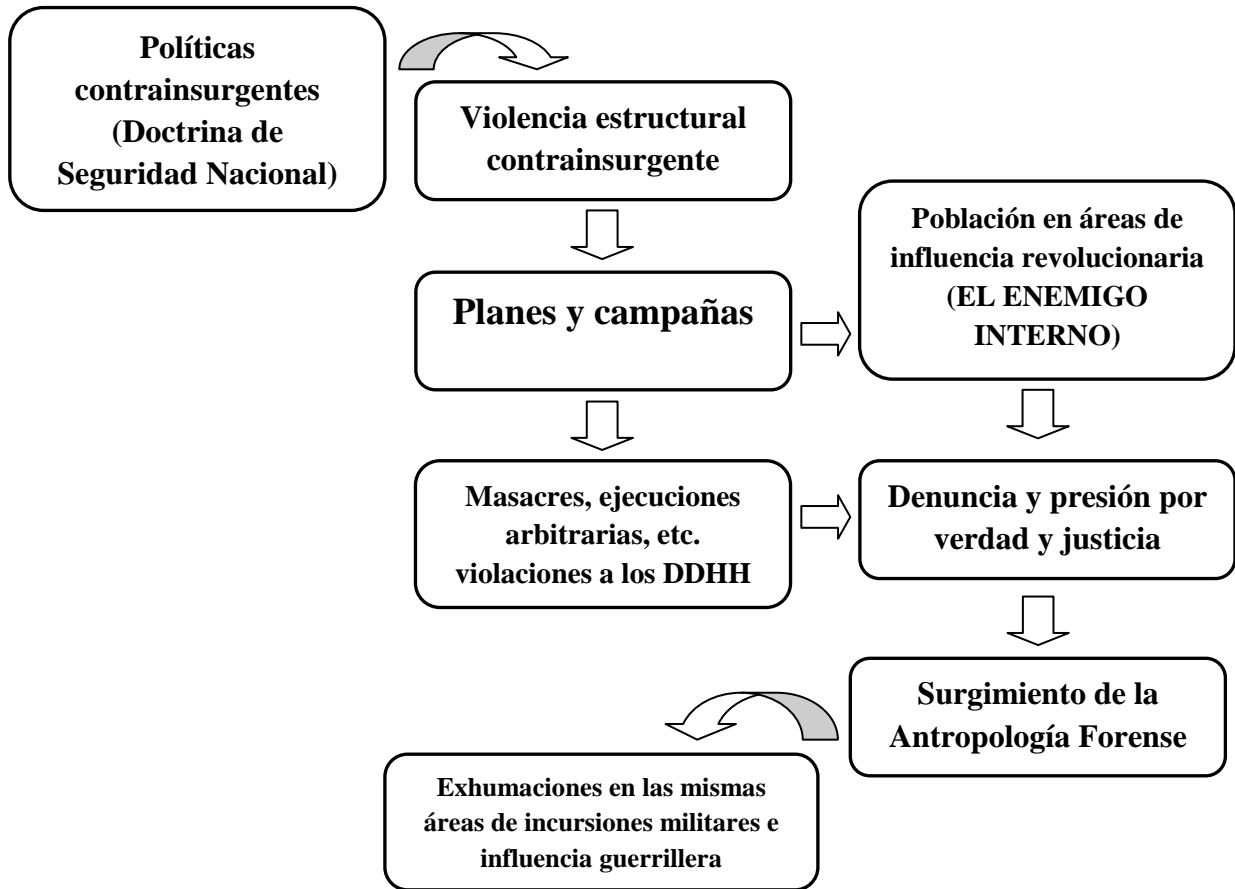 Políticas
contrainsurgentes
(Doctrina de
Seguridad Nacional)
Violencia estructural
contrainsurgente
Planes y campañas
Población en áreas de
influencia revolucionaria
(EL ENEMIGO
INTERNO)
Masacres, ejecuciones
arbitrarias, etc.
violaciones a los DDHH
Denuncia y presión por
verdad y justicia
Surgimiento de la
Antropología Forense
Exhumaciones en las mismas
áreas de incursiones militares e
influencia guerrillera